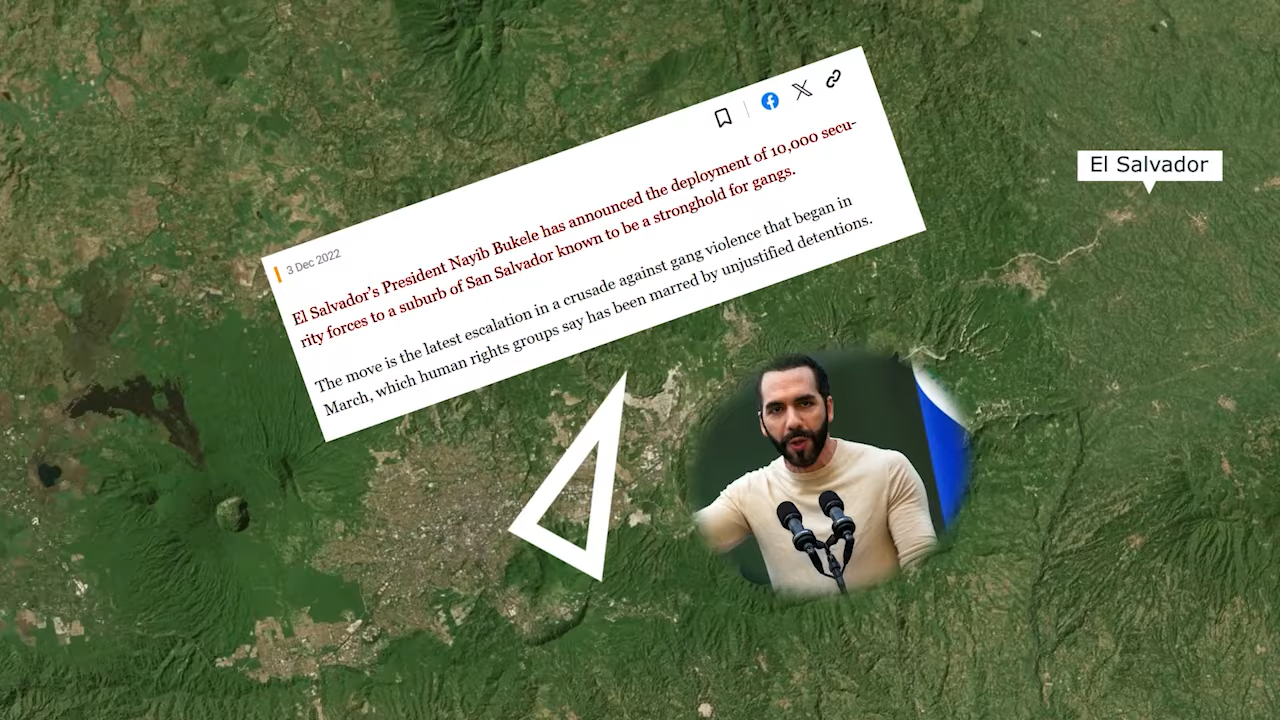 3 Dec 2022
El Salvador's President Nayib Bukele has announced the deployment of 10,000 secu-
rity forces to a suburb of San Salvador known to be a stronghold for gangs.
The move is the latest escalation in a crusade against gang violence that began in
March, which human rights groups say has been marred by unjustified detentions.
El Salvador